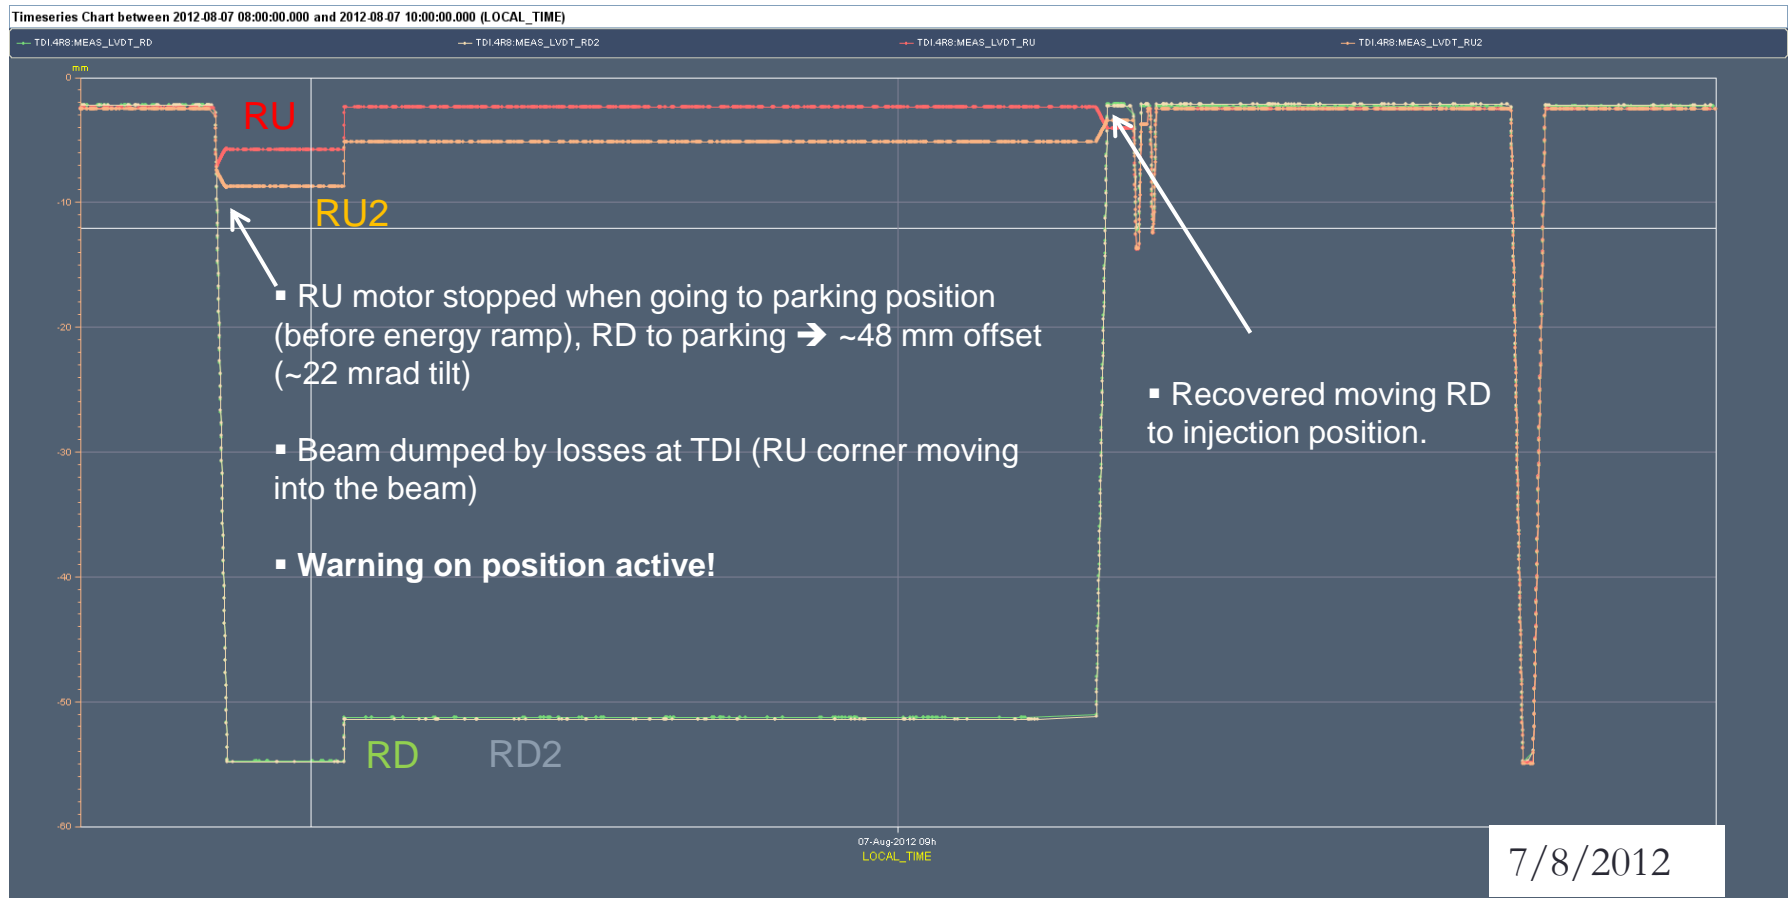 Timeseries Chart between 2012-08-07 08:00:00.000 and 2012-08-07 10:00:00.000 (LOCAL_TIME)
TDI.4R8:MEAS_LVDT_RD TDI.4R8:MEAS_LVDT_RD2 TDI.4R8:MEAS_LVDT_RU TDI.4R8:MEAS_LVDT_RU2
mm
0
RU
-10
RU2
▪ RU motor stopped when going to parking position
(before energy ramp), RD to parking ➔ ~48 mm offset
(~22 mrad tilt)
-20
▪ Recovered moving RD
to injection position.
▪ Beam dumped by losses at TDI (RU corner moving
into the beam)
-30
▪ Warning on position active!
-40
-50
RD RD2
-60
07-Aug-2012 09h
LOCAL_TIME
7/8/2012